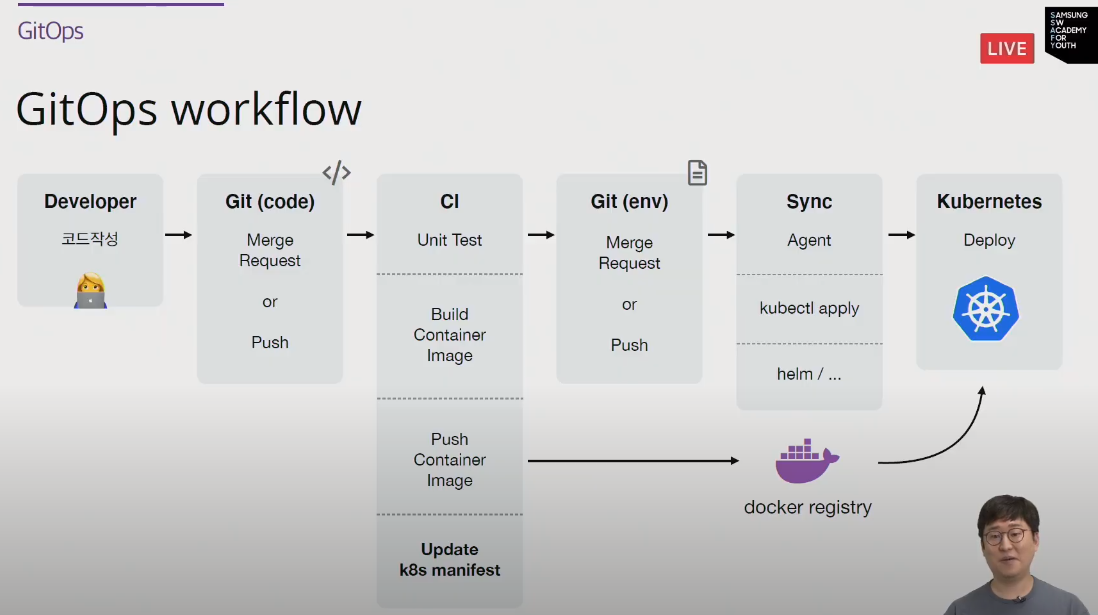 GitOps
LIVE
SAMSUNG
SW
ACADEMY
FOR
YOUTH
GitOps workflow
Developer
코드작성
</>
Git (code)
Merge
Request
or
Push
CI
Unit Test
Build
Container
Image
Push
Container
Image
Update
k8s manifest
Git (env)
Merge
Request
or
Push
Sync
Agent
kubectl apply
helm / ...
docker registry
Kubernetes
Deploy